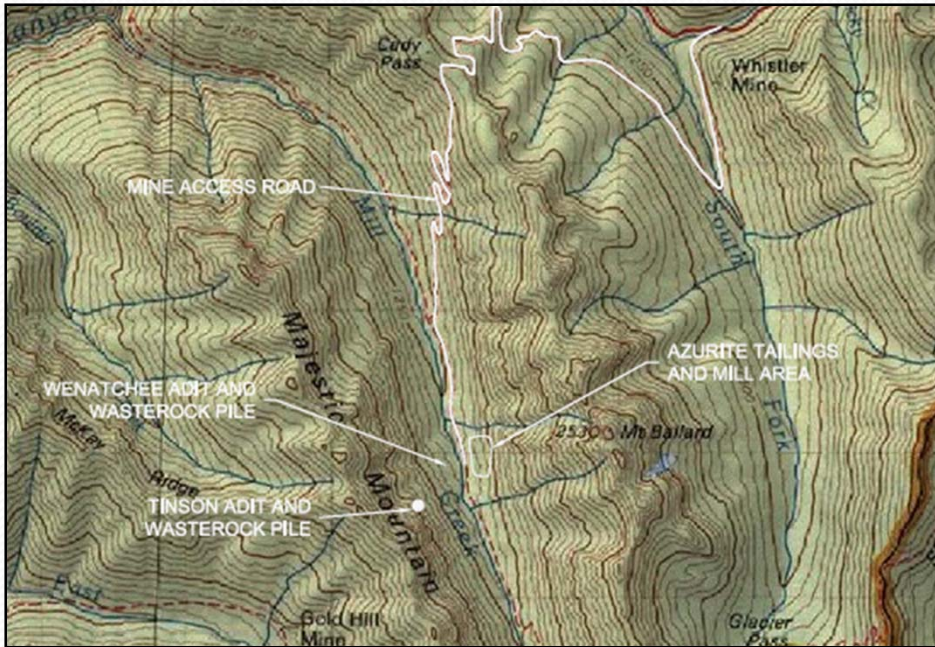 Canyon
Cady
Pass
Whistler
Mine
MINE ACCESS ROAD
Mill
South
Majestic
Mountain
AZURITE TAILINGS
AND MILL AREA
WENATCHEE ADIT AND
WASTEROCK PILE
2530
Mt Ballard
Fork
McKay
Ridge
TINSON ADIT AND
WASTEROCK PILE
Creek
East
Gold Hill
Mine
Glacier
Pass